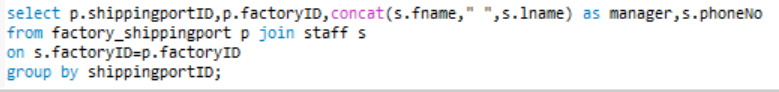 select p.shippingportID,p.factoryID,concat(s.fname," ",s.lname) as manager,s.phoneNo
from factory_shippingport p join staff s
on s.factoryID=p.factoryID
group by shippingportID;